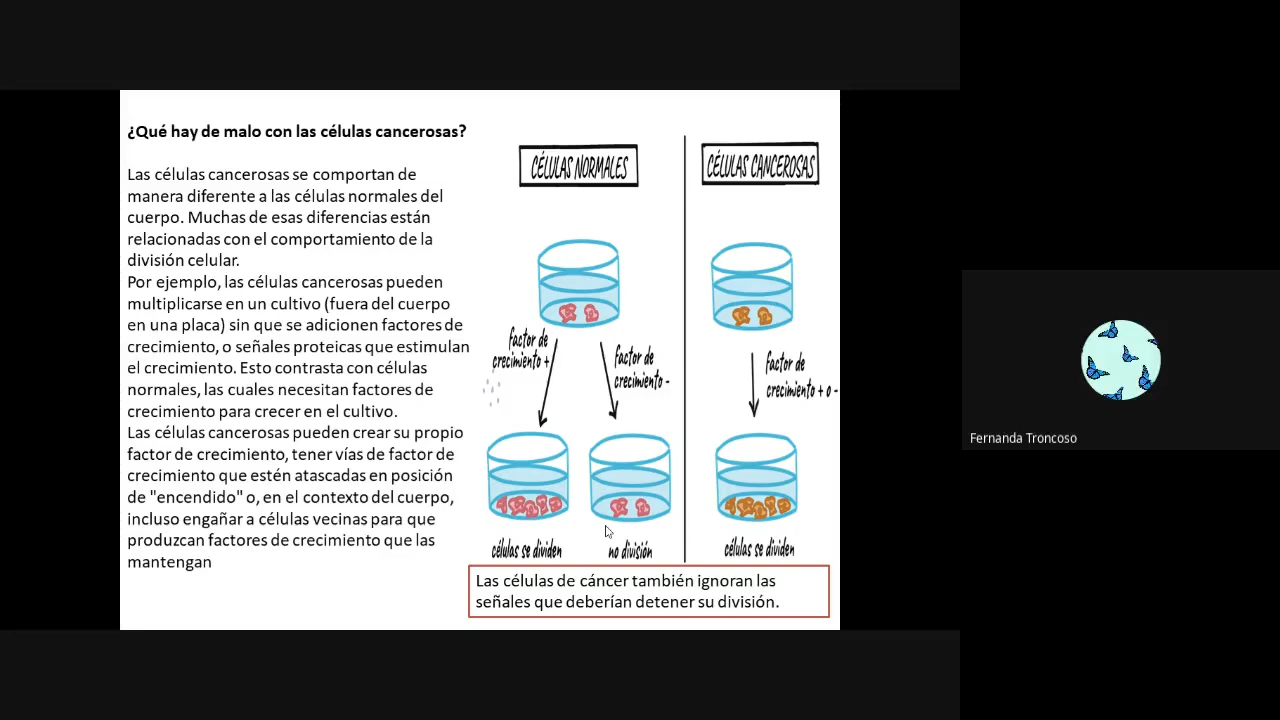 ¿Qué hay de malo con las células cancerosas?
Las células cancerosas se comportan de
manera diferente a las células normales del
cuerpo. Muchas de esas diferencias están
relacionadas con el comportamiento de la
división celular.
Por ejemplo, las células cancerosas pueden
multiplicarse en un cultivo (fuera del cuerpo
en una placa) sin que se adicionen factores de
crecimiento, o señales proteicas que estimulan
el crecimiento. Esto contrasta con células
normales, las cuales necesitan factores de
crecimiento para crecer en el cultivo.
Las células cancerosas pueden crear su propio
factor de crecimiento, tener vías de factor de
crecimiento que estén atascadas en posición
de "encendido" o, en el contexto del cuerpo,
incluso engañar a células vecinas para que
produzcan factores de crecimiento que las
mantengan
CÉLULAS NORMALES
factor de
crecimiento +
factor de
crecimiento -
células se dividen
no división
CÉLULAS CANCEROSAS
factor de
crecimiento + o -
células se dividen
Las células de cáncer también ignoran las
señales que deberían detener su división.
Fernanda Troncoso